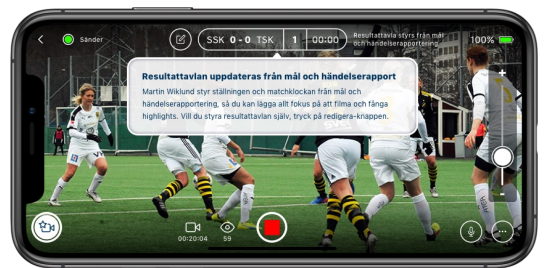 Sänder
SSK 0-0 TSK 1 00:00
Resultattavla styrs från mål
och händelserapportering
100%
Resultattavlan uppdateras från mål och händelserapport
Martin Wiklund styr ställningen och matchklockan från mål och
händelserapportering, så du kan lägga allt fokus på att filma och fånga
highlights. Vill du styra resultattavlan själv, tryck på redigera-knappen.
00:20:04
59